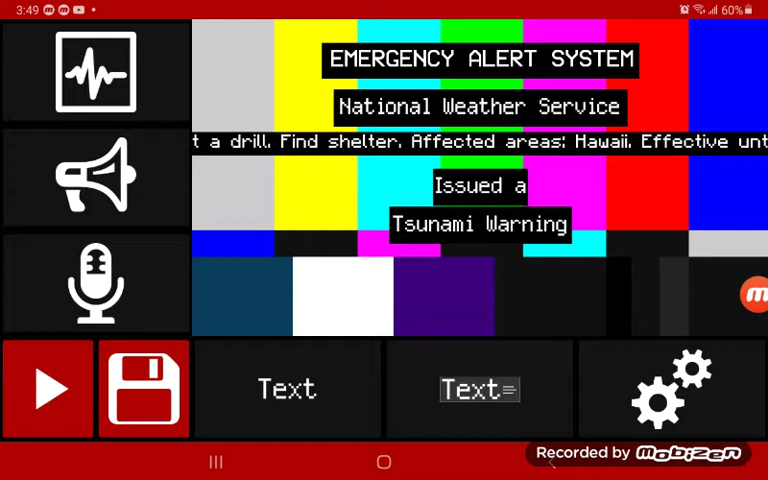 3:49
60%
EMERGENCY ALERT SYSTEM
National Weather Service
t a drill. Find shelter. Affected areas: Hawaii. Effective unt
Issued a
Tsunami Warning
Text
Text
Recorded by mobizen